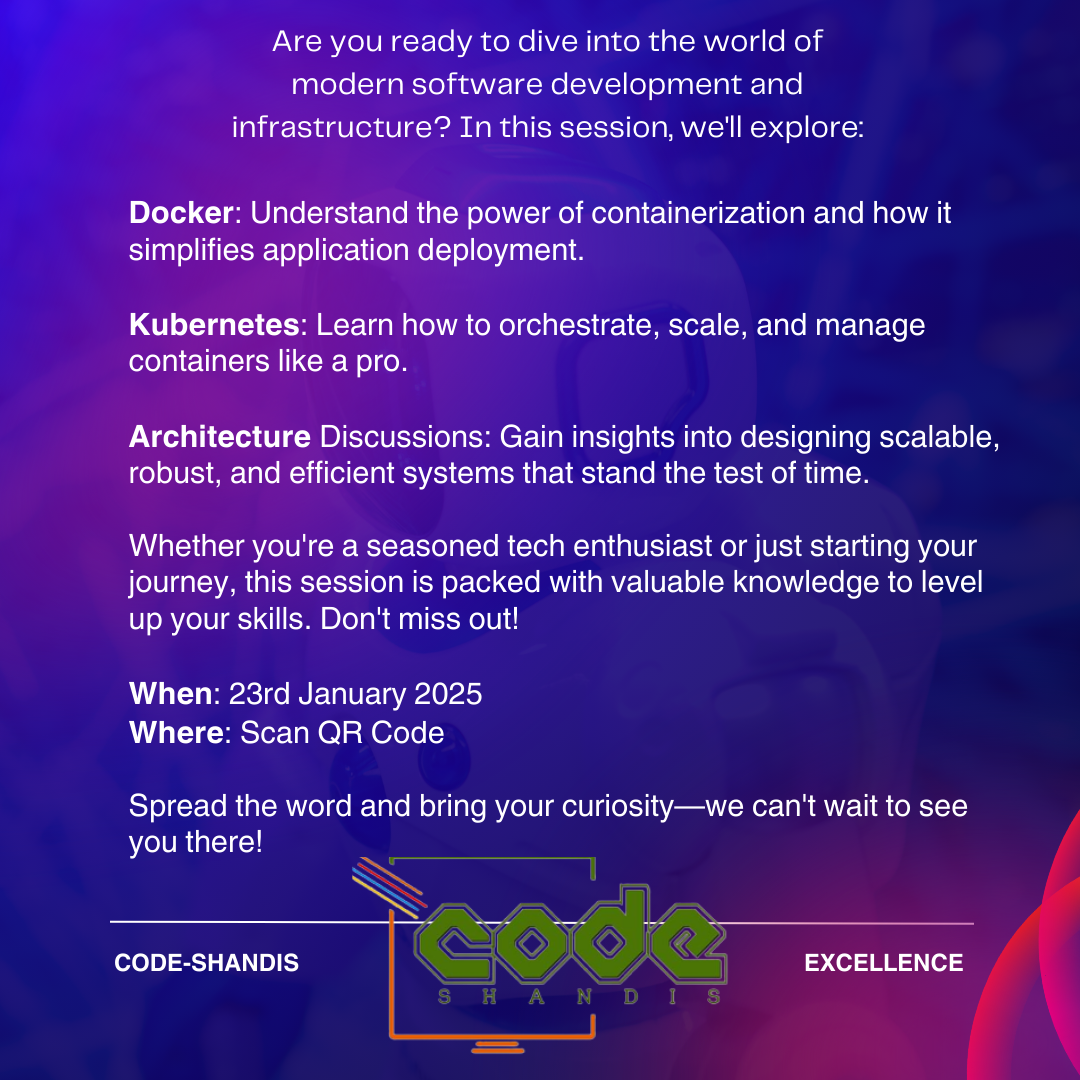 Are you ready to dive into the world of
modern software development and
infrastructure? In this session, we'll explore:
Docker: Understand the power of containerization and how it
simplifies application deployment.
Kubernetes: Learn how to orchestrate, scale, and manage
containers like a pro.
Architecture Discussions: Gain insights into designing scalable,
robust, and efficient systems that stand the test of time.
Whether you're a seasoned tech enthusiast or just starting your
journey, this session is packed with valuable knowledge to level
up your skills. Don't miss out!
When: 23rd January 2025
Where: Scan QR Code
Spread the word and bring your curiosity—we can't wait to see
you there!
code
SHANDIS
CODE-SHANDIS
EXCELLENCE